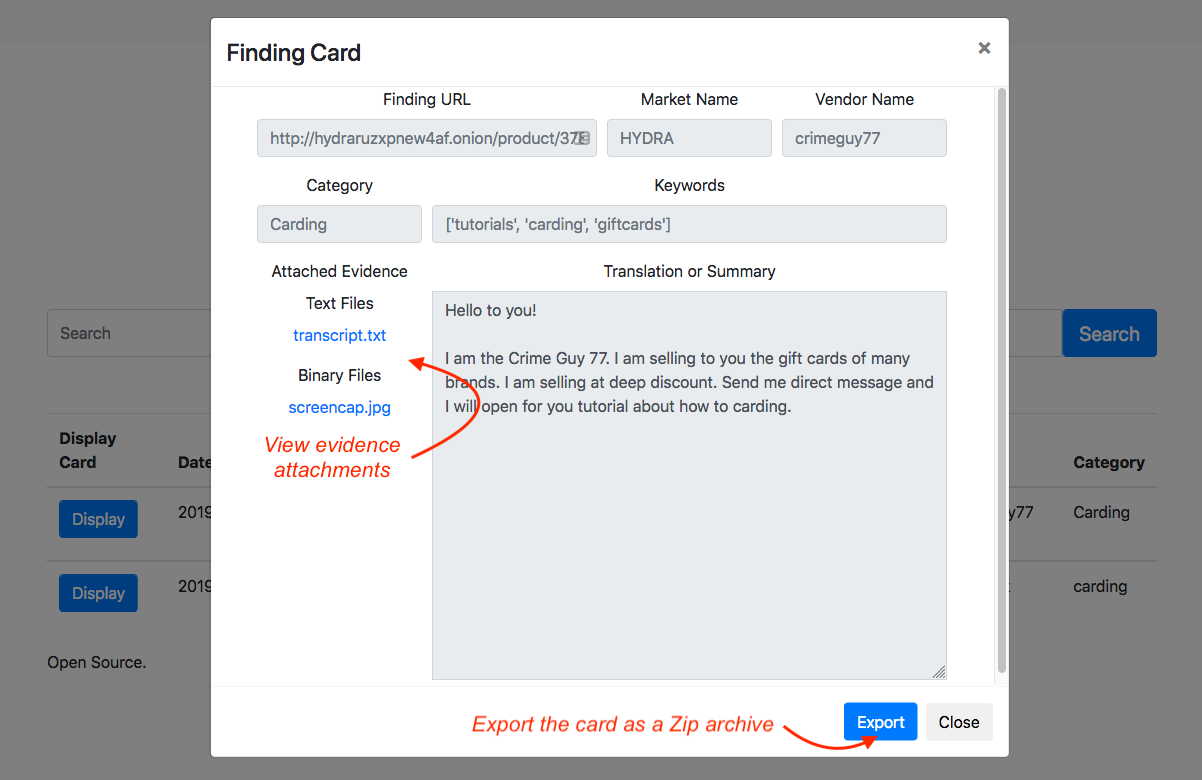 Finding Card
×
Finding URL
Market Name
Vendor Name
http://hydraruzxpnew4af.onion/product/37
HYDRA
crimeguy77
Category
Keywords
Carding
['tutorials', 'carding', 'giftcards']
Attached Evidence
Translation or Summary
Text Files
transcript.txt
Binary Files
screencap.jpg
Hello to you!
I am the Crime Guy 77. I am selling to you the gift cards of many
brands. I am selling at deep discount. Send me direct message and
I will open for you tutorial about how to carding.
View evidence
attachments
Search
Search
Display
Card
Date
Category
Display
2019
y77
Carding
Display
2019
carding
Open Source.
Export the card as a Zip archive
Export
Close